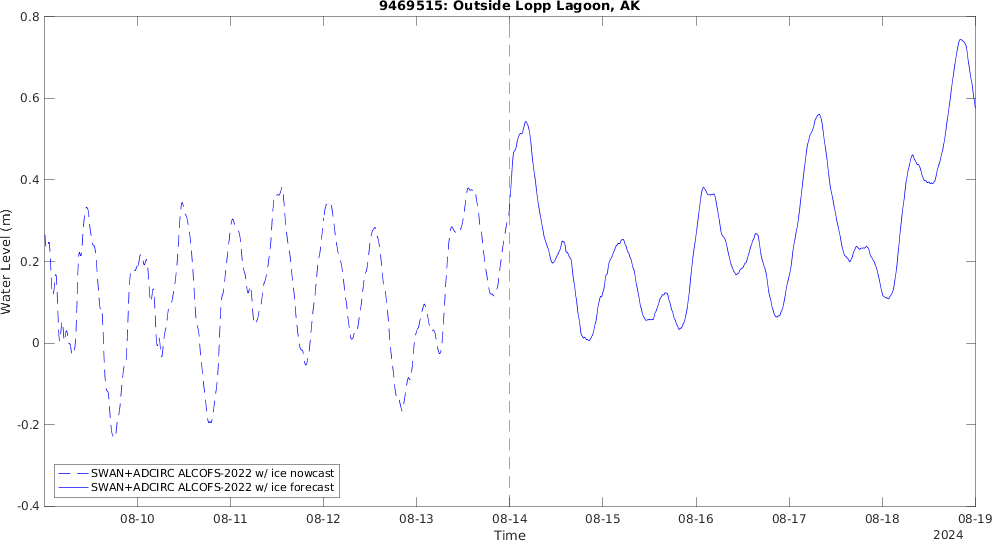 9469515: Outside Lopp Lagoon, AK
Water Level (m)
0.8
0.6
0.4
0.2
0
-0.2
-0.4
SWAN+ADCIRC ALCOFS-2022 w/ ice nowcast
SWAN+ADCIRC ALCOFS-2022 w/ ice forecast
08-10 08-11 08-12 08-13 08-14 08-15 08-16 08-17 08-18 08-19
Time
2024